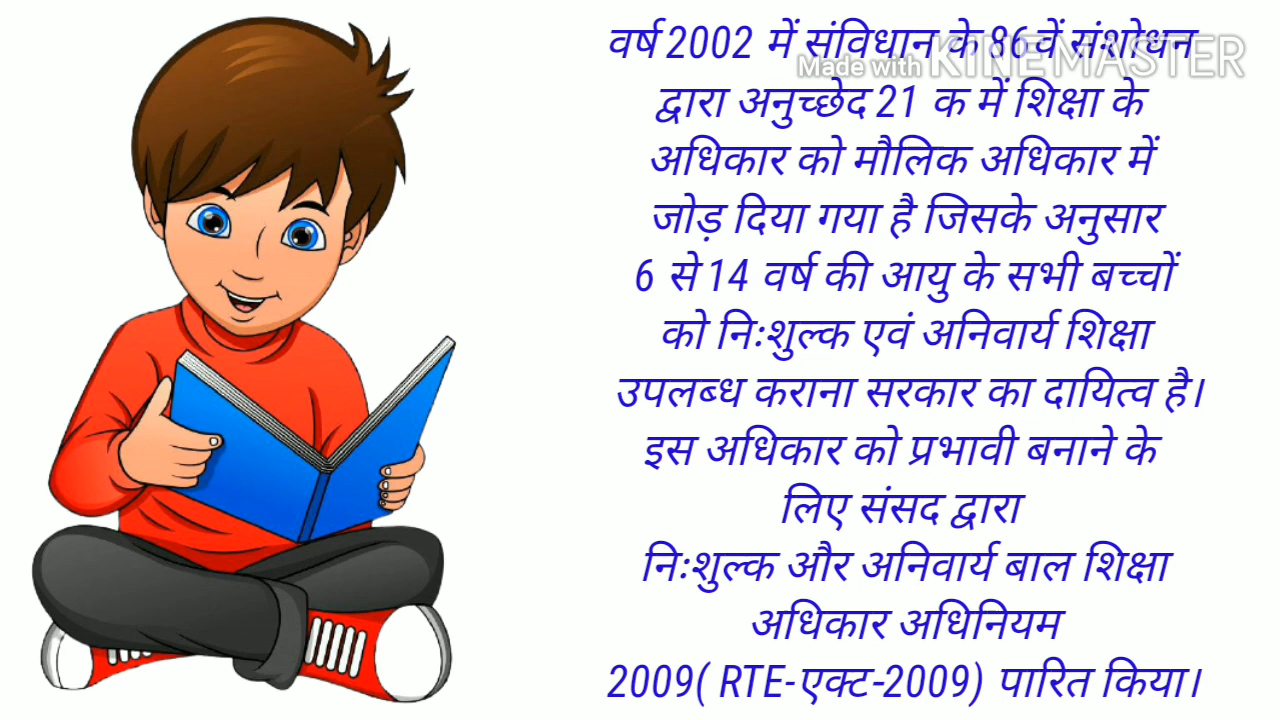 वर्ष 2002 में संविधान के 86वें संशोधन
Made with KINEMASTER
द्वारा अनुच्छेद 21 क में शिक्षा के
अधिकार को मौलिक अधिकार में
जोड़ दिया गया है जिसके अनुसार
6 से 14 वर्ष की आयु के सभी बच्चों
को निःशुल्क एवं अनिवार्य शिक्षा
उपलब्ध कराना सरकार का दायित्व है।
इस अधिकार को प्रभावी बनाने के
लिए संसद द्वारा
निःशुल्क और अनिवार्य बाल शिक्षा
अधिकार अधिनियम
2009( RTE-एक्ट-2009) पारित किया।